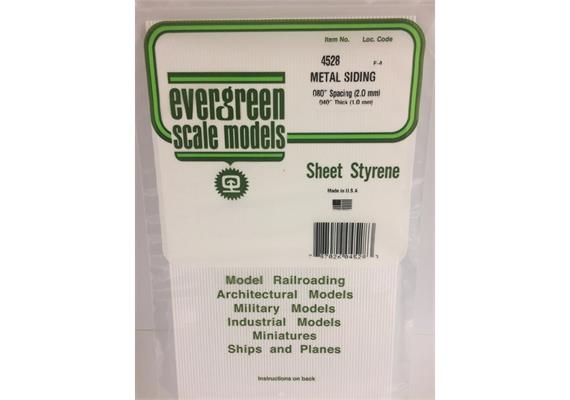 Item No. Loc. Code
4528 F-4
METAL SIDING
.080" Spacing (2.0 mm)
.040" Thick (1.0 mm)
evergreen
scale models
Sheet Styrene
Made in U.S.A
Model Railroading
Architectural Models
Military Models
Industrial Models
Miniatures
Ships and Planes
Instructions on back